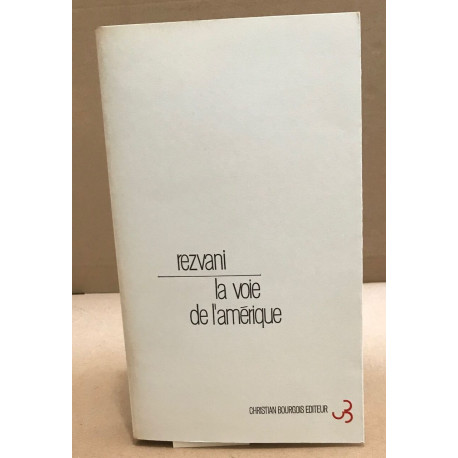 rezvani
la voie
de l'amérique
CHRISTIAN BOURGOIS EDITEUR